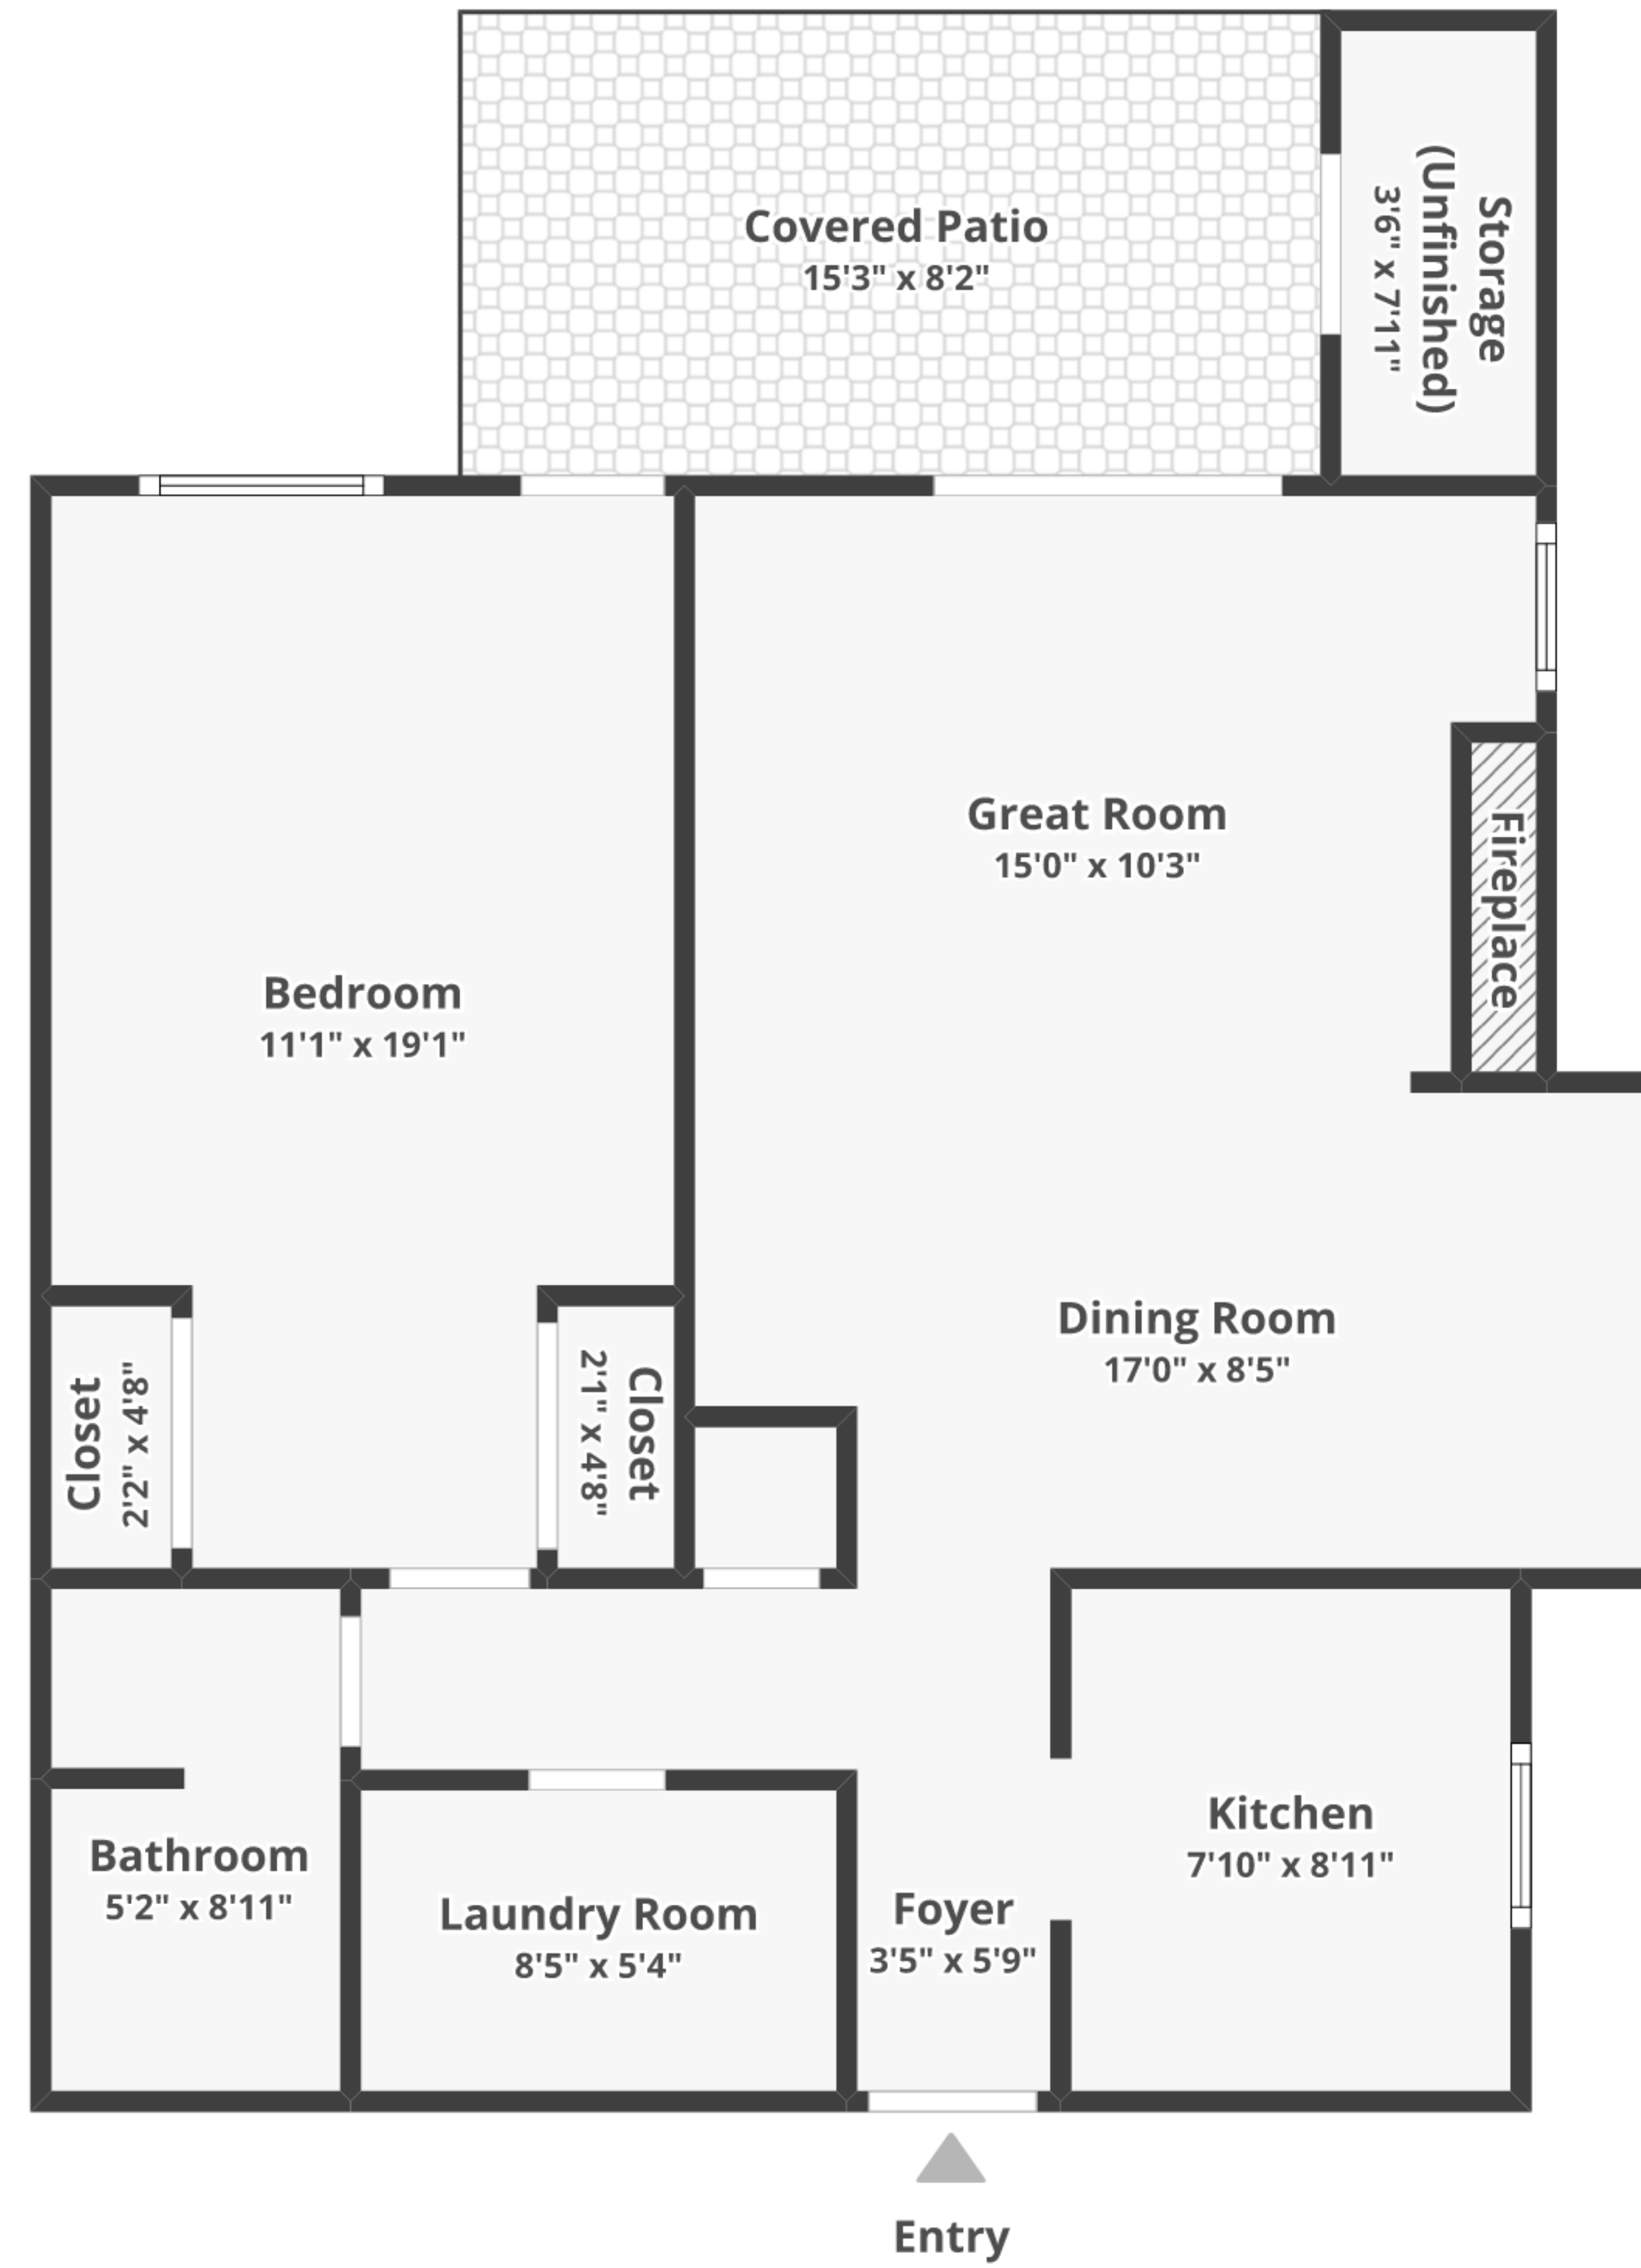 Covered Patio
15'3" x 8'2"
Storage
(Unfinished)
3'6" x 7'11"
Great Room
15'0" x 10'3"
Fireplace
Bedroom
11'1" x 19'1"
Dining Room
17'0" x 8'5"
Closet
2'2" x 4'8"
Closet
2'1" x 4'8"
Kitchen
7'10" x 8'11"
Bathroom
5'2" x 8'11"
Laundry Room
8'5" x 5'4"
Foyer
3'5" x 5'9"
Entry